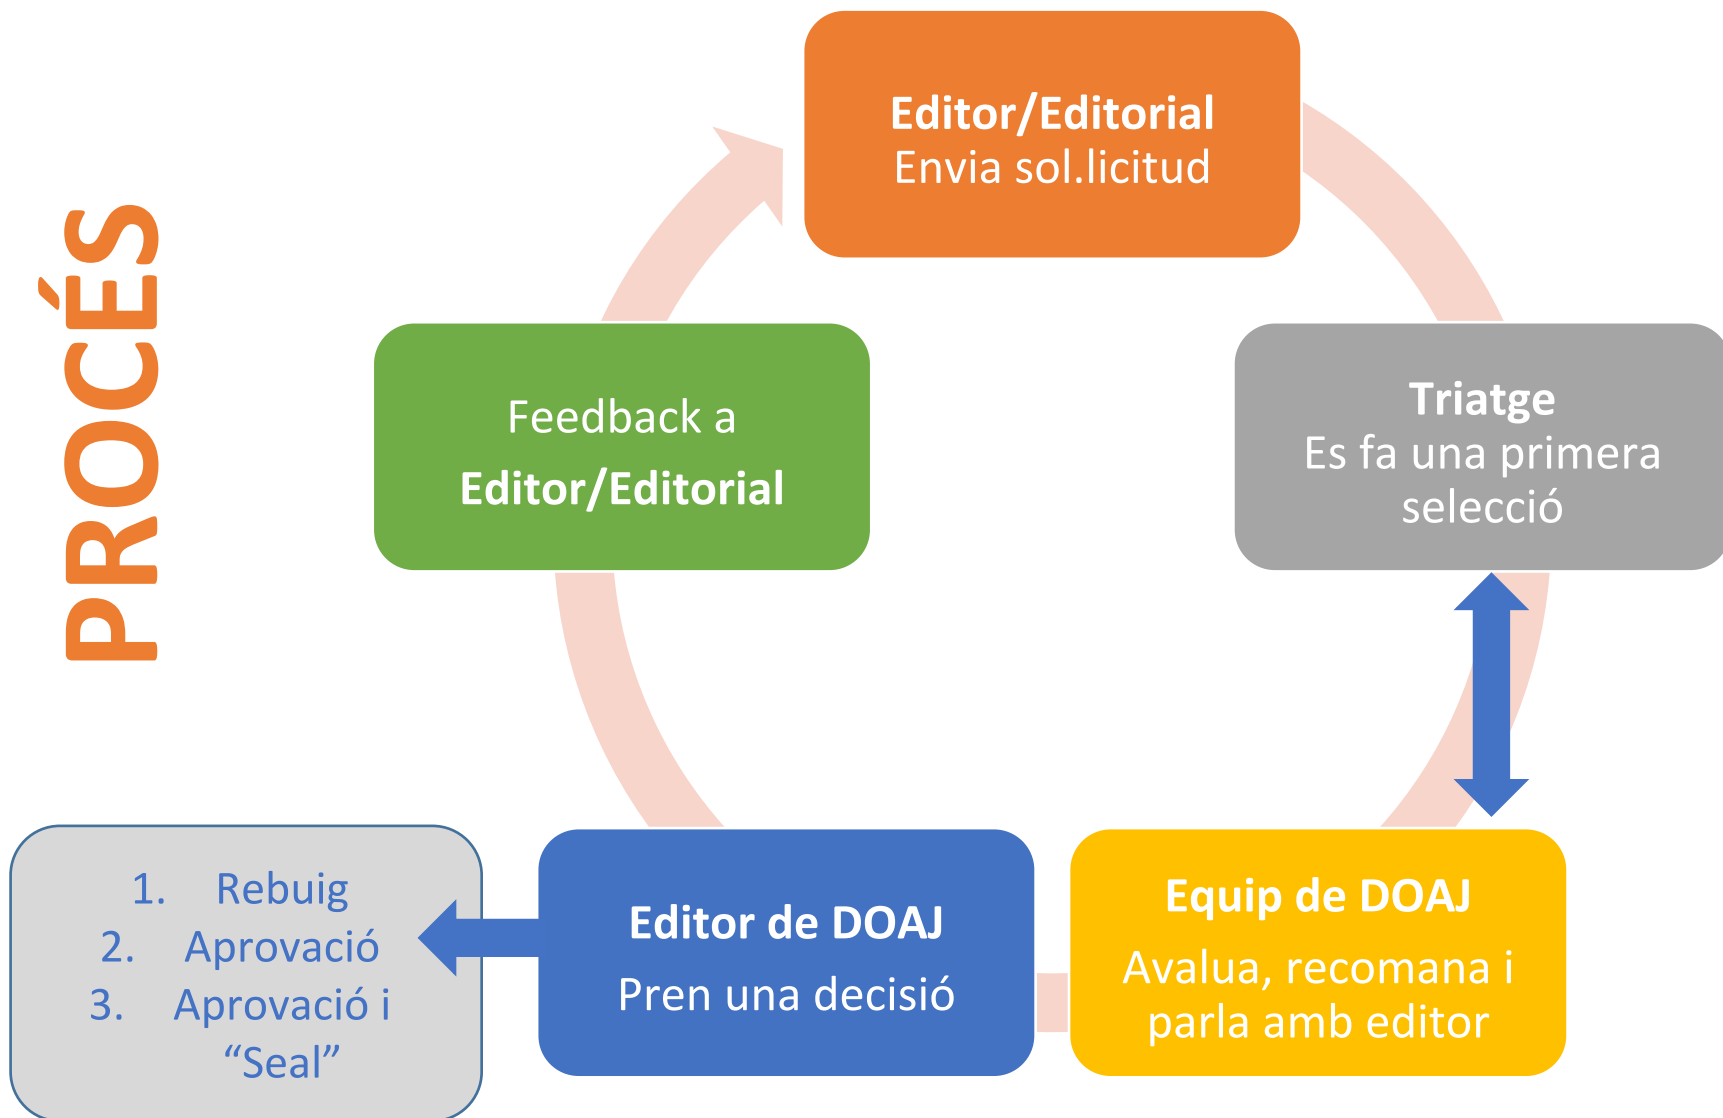 PROCÉS
Editor/Editorial
Envia sol.licitud
Triatge
Es fa una primera
selecció
Equip de DOAJ
Avalua, recomana i
parla amb editor
Editor de DOAJ
Pren una decisió
1. Rebuig
2. Aprovació
3. Aprovació i
“Seal”
Feedback a
Editor/Editorial